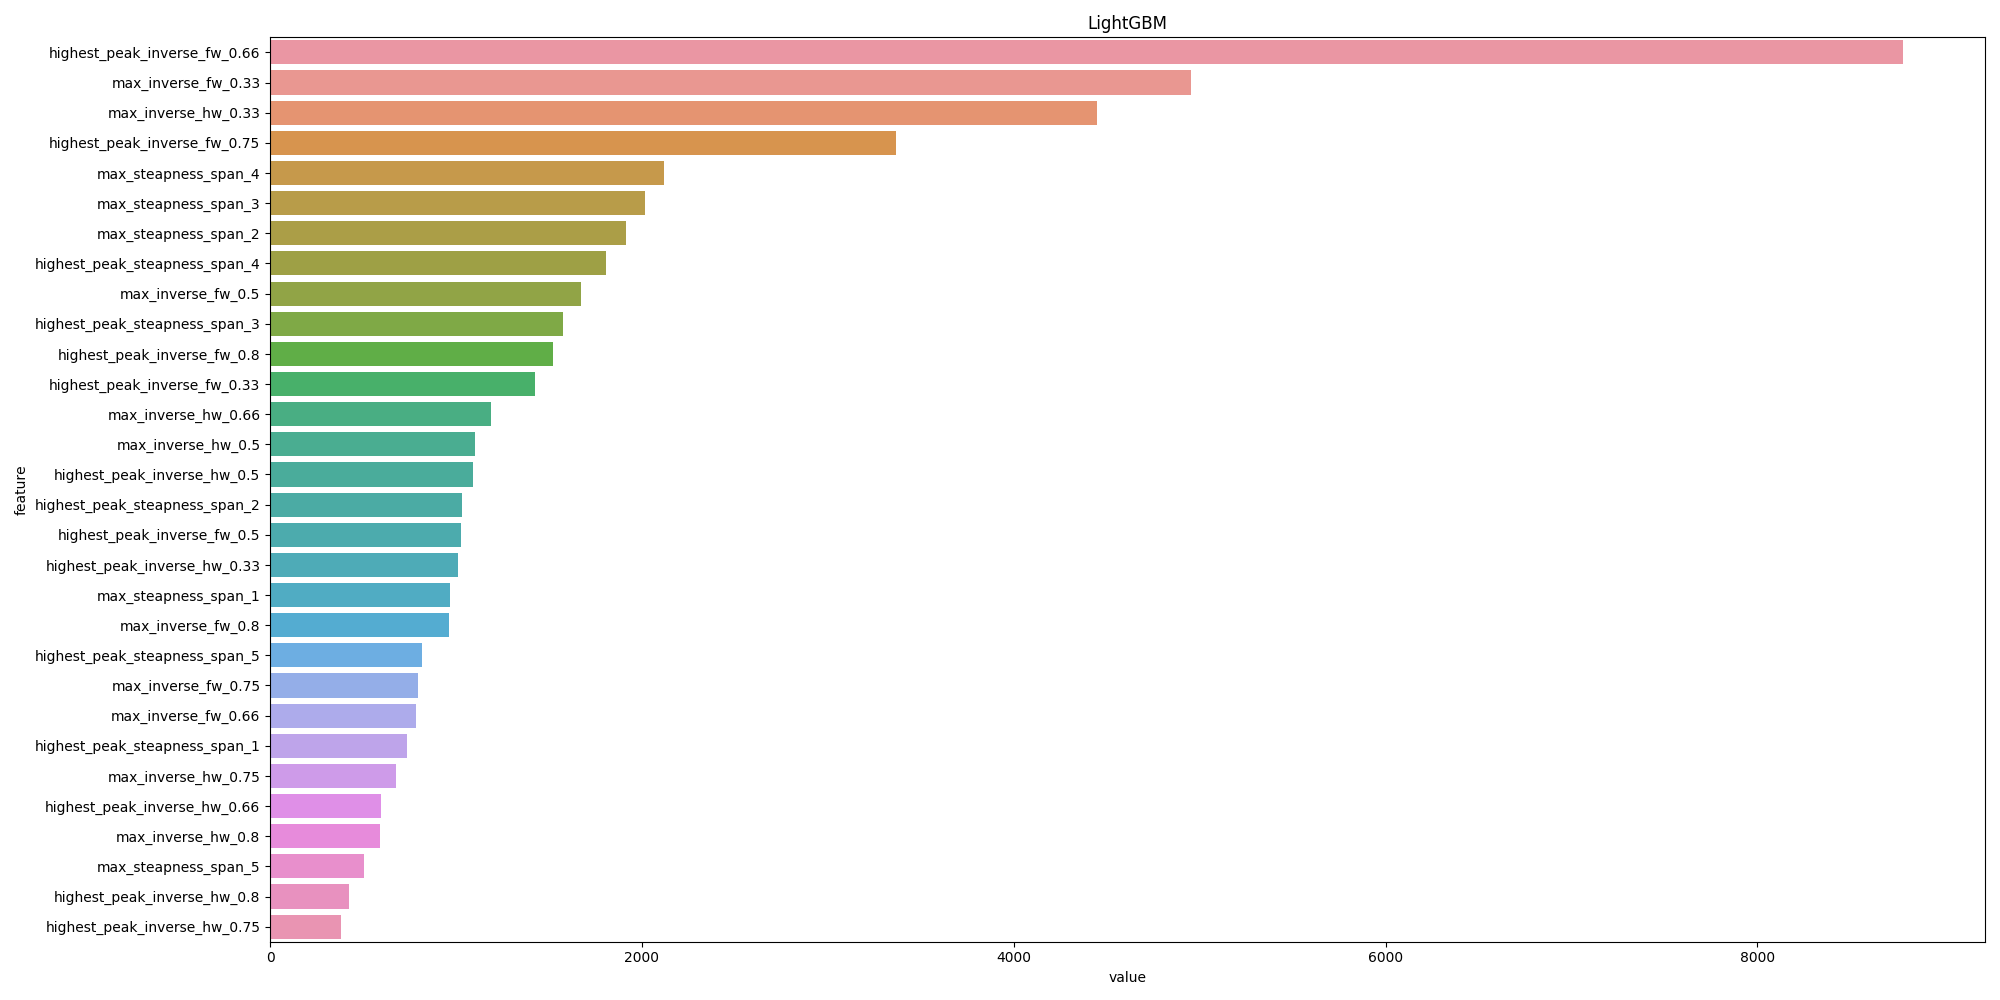 LightGBM
highest_peak_inverse_fw_0.66
max_inverse_fw_0.33
max_inverse_hw_0.33
highest_peak_inverse_fw_0.75
max_steapness_span_4
max_steapness_span_3
max_steapness_span_2
highest_peak_steapness_span_4
max_inverse_fw_0.5
highest_peak_steapness_span_3
highest_peak_inverse_fw_0.8
highest_peak_inverse_fw_0.33
max_inverse_hw_0.66
max_inverse_hw_0.5
highest_peak_inverse_hw_0.5
highest_peak_steapness_span_2
highest_peak_inverse_fw_0.5
highest_peak_inverse_hw_0.33
max_steapness_span_1
max_inverse_fw_0.8
highest_peak_steapness_span_5
max_inverse_fw_0.75
max_inverse_fw_0.66
highest_peak_steapness_span_1
max_inverse_hw_0.75
highest_peak_inverse_hw_0.66
max_inverse_hw_0.8
max_steapness_span_5
highest_peak_inverse_hw_0.8
highest_peak_inverse_hw_0.75
feature
0 2000 4000 6000 8000
value